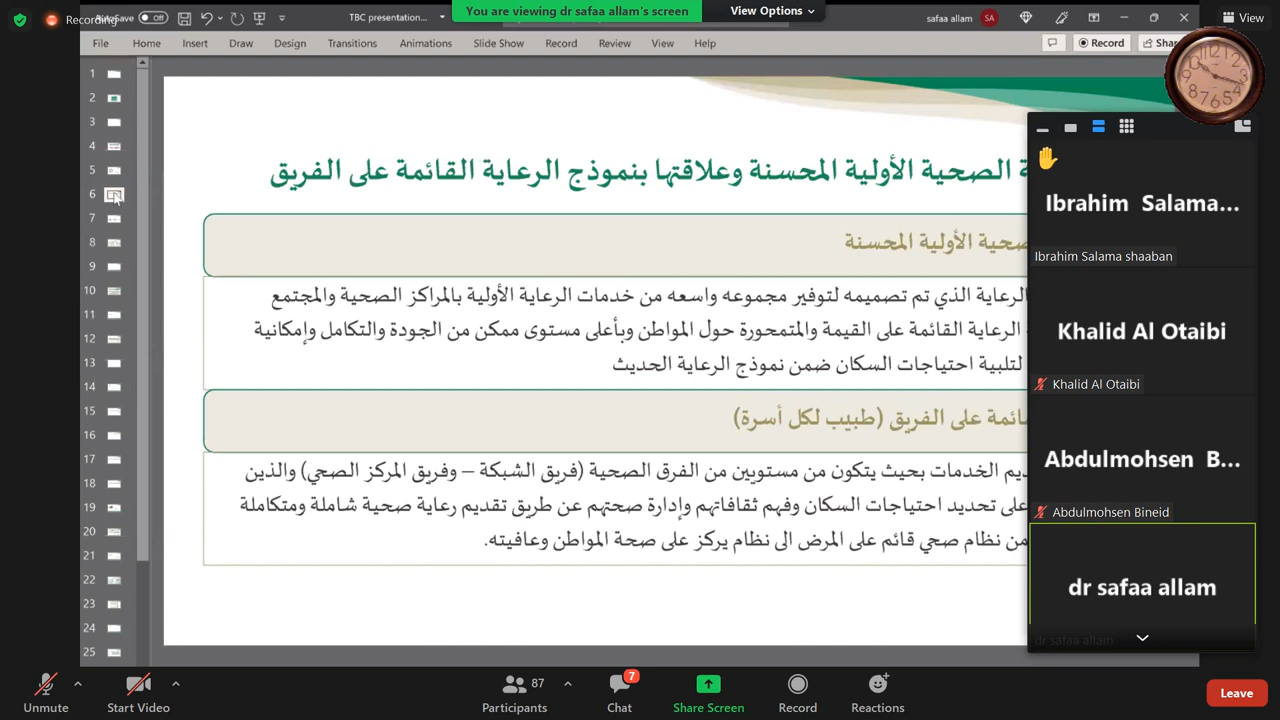 Recording
AutoSave Off
TBC presentation...
You are viewing dr safaa allam's screen
View Options
safaa allam
SA
View
File Home Insert Draw Design Transitions Animations Slide Show Record Review View Help
Record
Shar
1
2
3
4
5
6
7
8
9
10
11
12
13
14
15
16
17
18
19
20
21
22
23
24
25
الصحية الأولية المحسنة وعلاقتها بنموذج الرعاية القائمة على الفريق
الأولية المحسنة
الرعاية الذي تم تصميمه لتوفير مجموعه واسعه من خدمات الرعاية الأولية بالمراكز الصحية والمجتمع
الرعاية القائمة على القيمة والمتمحورة حول المواطن وبأعلى مستوى ممكن من الجودة والتكامل وإمكانية
لتلبية احتياجات السكان ضمن نموذج الرعاية الحديث
على الفريق (طبيب لكل أسرة)
الخدمات بحيث يتكون من مستويين من الفرق الصحية (فريق الشبكة – وفريق المركز الصحي) والذين
على تحديد احتياجات السكان وفهم ثقافاتهم وإدارة صحتهم عن طريق تقديم رعاية صحية شاملة ومتكاملة
من نظام صحي قائم على المرض الى نظام يركز على صحة المواطن وعافيته.
Ibrahim Salama...
Ibrahim Salama shaaban
Khalid Al Otaibi
Khalid Al Otaibi
Abdulmohsen B...
Abdulmohsen Bineid
dr safaa allam
dr safaa allam
Unmute
Start Video
87
Participants
7
Chat
Share Screen
Record
Reactions
Leave